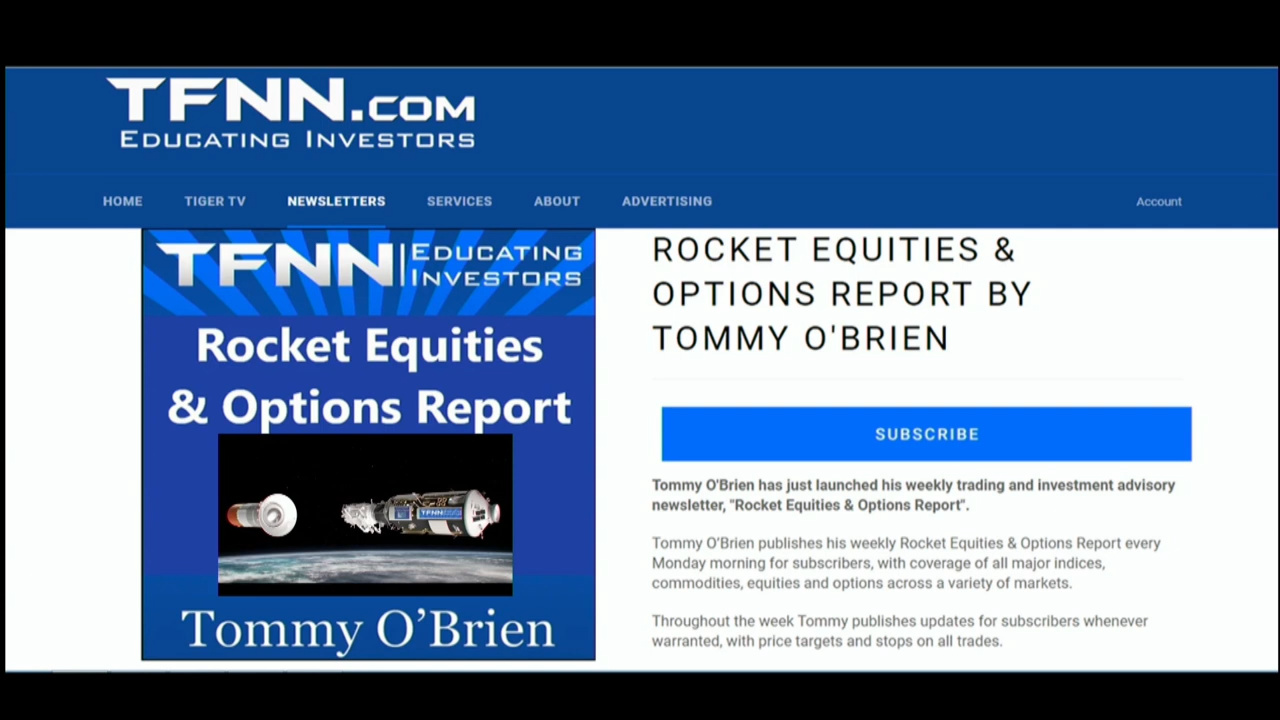 TFNN.COM
EDUCATING INVESTORS
HOME TIGER TV NEWSLETTERS SERVICES ABOUT ADVERTISING Account
TFNN EDUCATING
INVESTORS
Rocket Equities
& Options Report
TFNN
Tommy O’Brien
ROCKET EQUITIES &
OPTIONS REPORT BY
TOMMY O'BRIEN
SUBSCRIBE
Tommy O'Brien has just launched his weekly trading and investment advisory
newsletter, "Rocket Equities & Options Report".
Tommy O’Brien publishes his weekly Rocket Equities & Options Report every
Monday morning for subscribers, with coverage of all major indices,
commodities, equities and options across a variety of markets.
Throughout the week Tommy publishes updates for subscribers whenever
warranted, with price targets and stops on all trades.